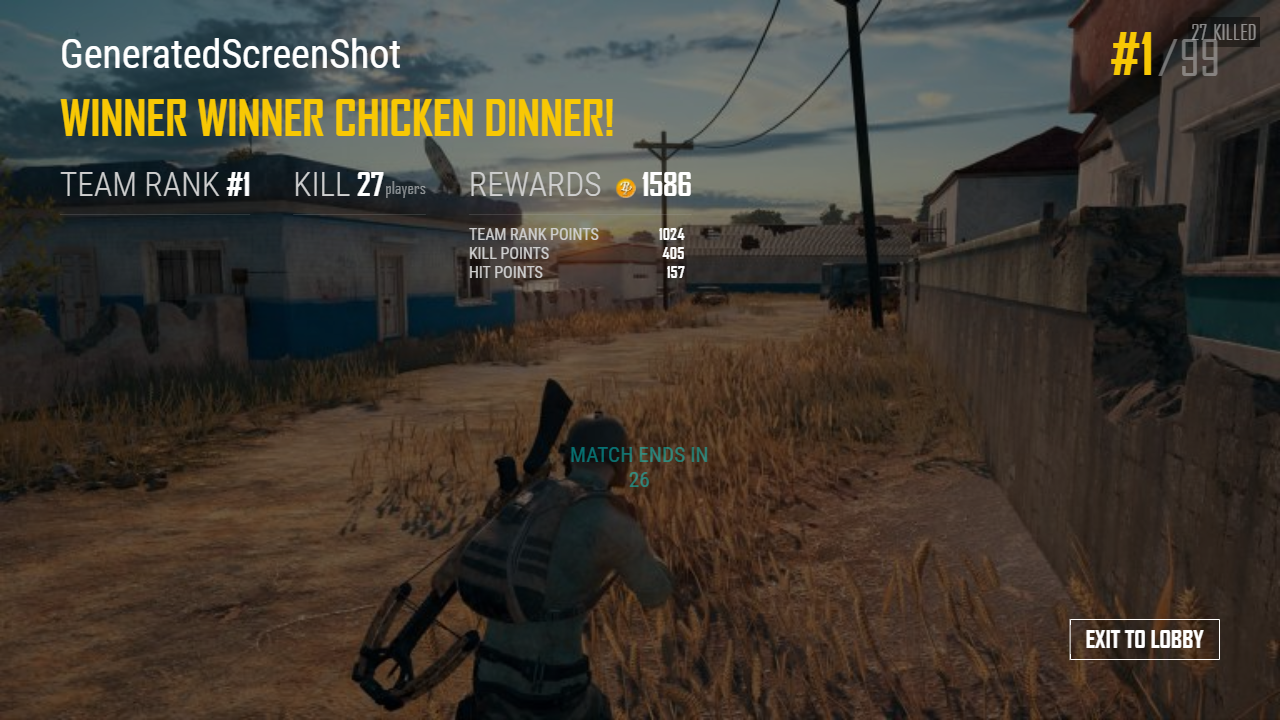 GeneratedScreenShot
27 KILLED
#1/99
WINNER WINNER CHICKEN DINNER!
TEAM RANK #1 KILL 27 players REWARDS 1586
TEAM RANK POINTS 1024
KILL POINTS 405
HIT POINTS 157
MATCH ENDS IN
26
EXIT TO LOBBY